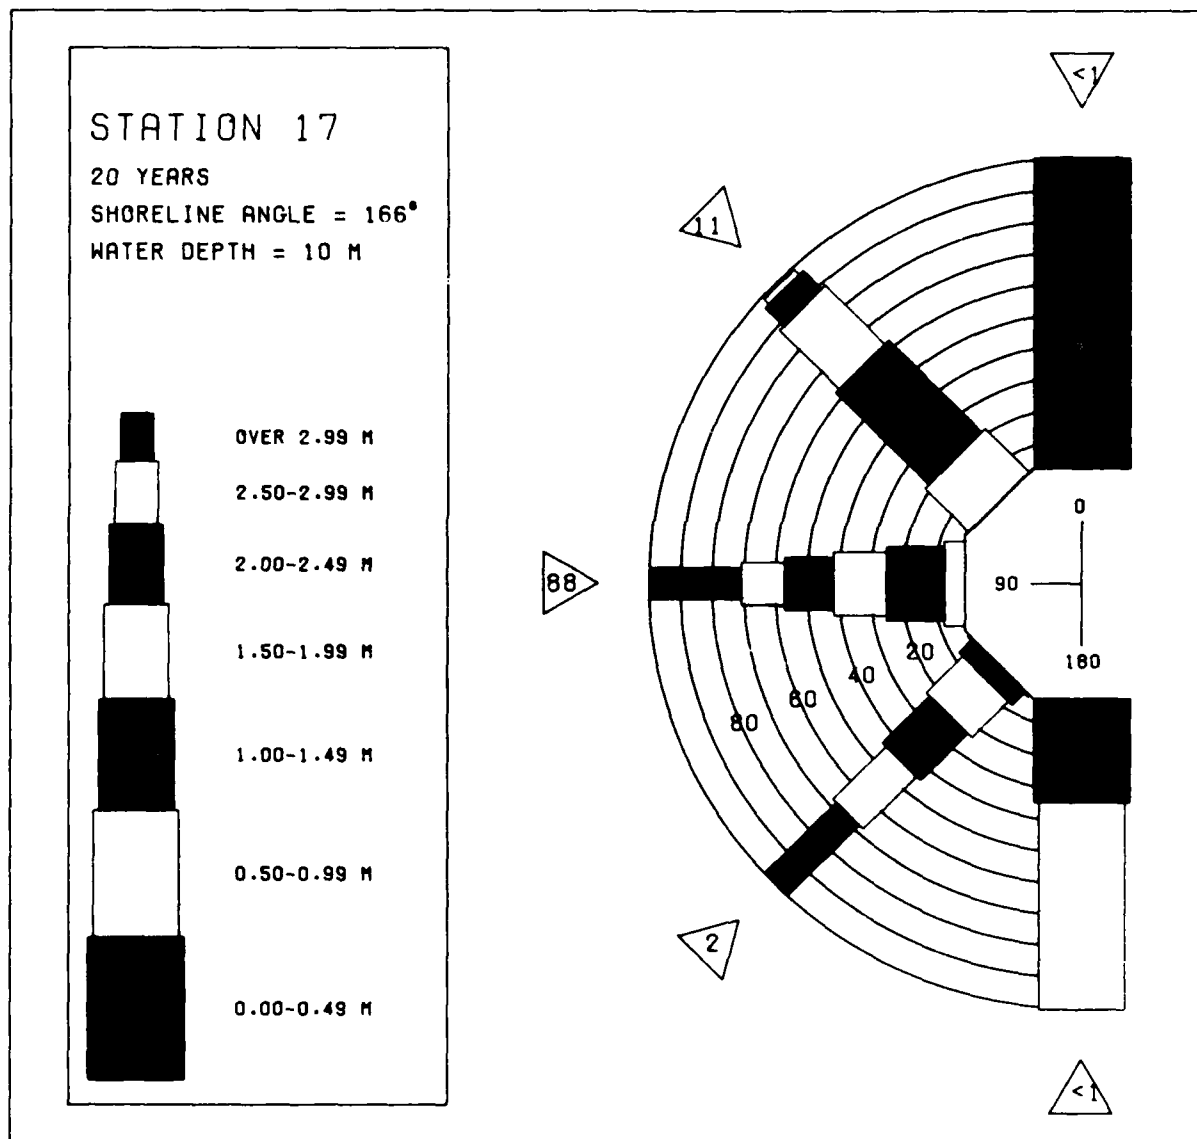 STATION 17
20 YEARS
SHORELINE ANGLE = 166°
WATER DEPTH = 10 M
OVER 2.99 M
2.50-2.99 M
2.00-2.49 M
1.50-1.99 M
1.00-1.49 M
0.50-0.99 M
0.00-0.49 M
<1
11
88
0
90
180
20
40
60
80
2
<1